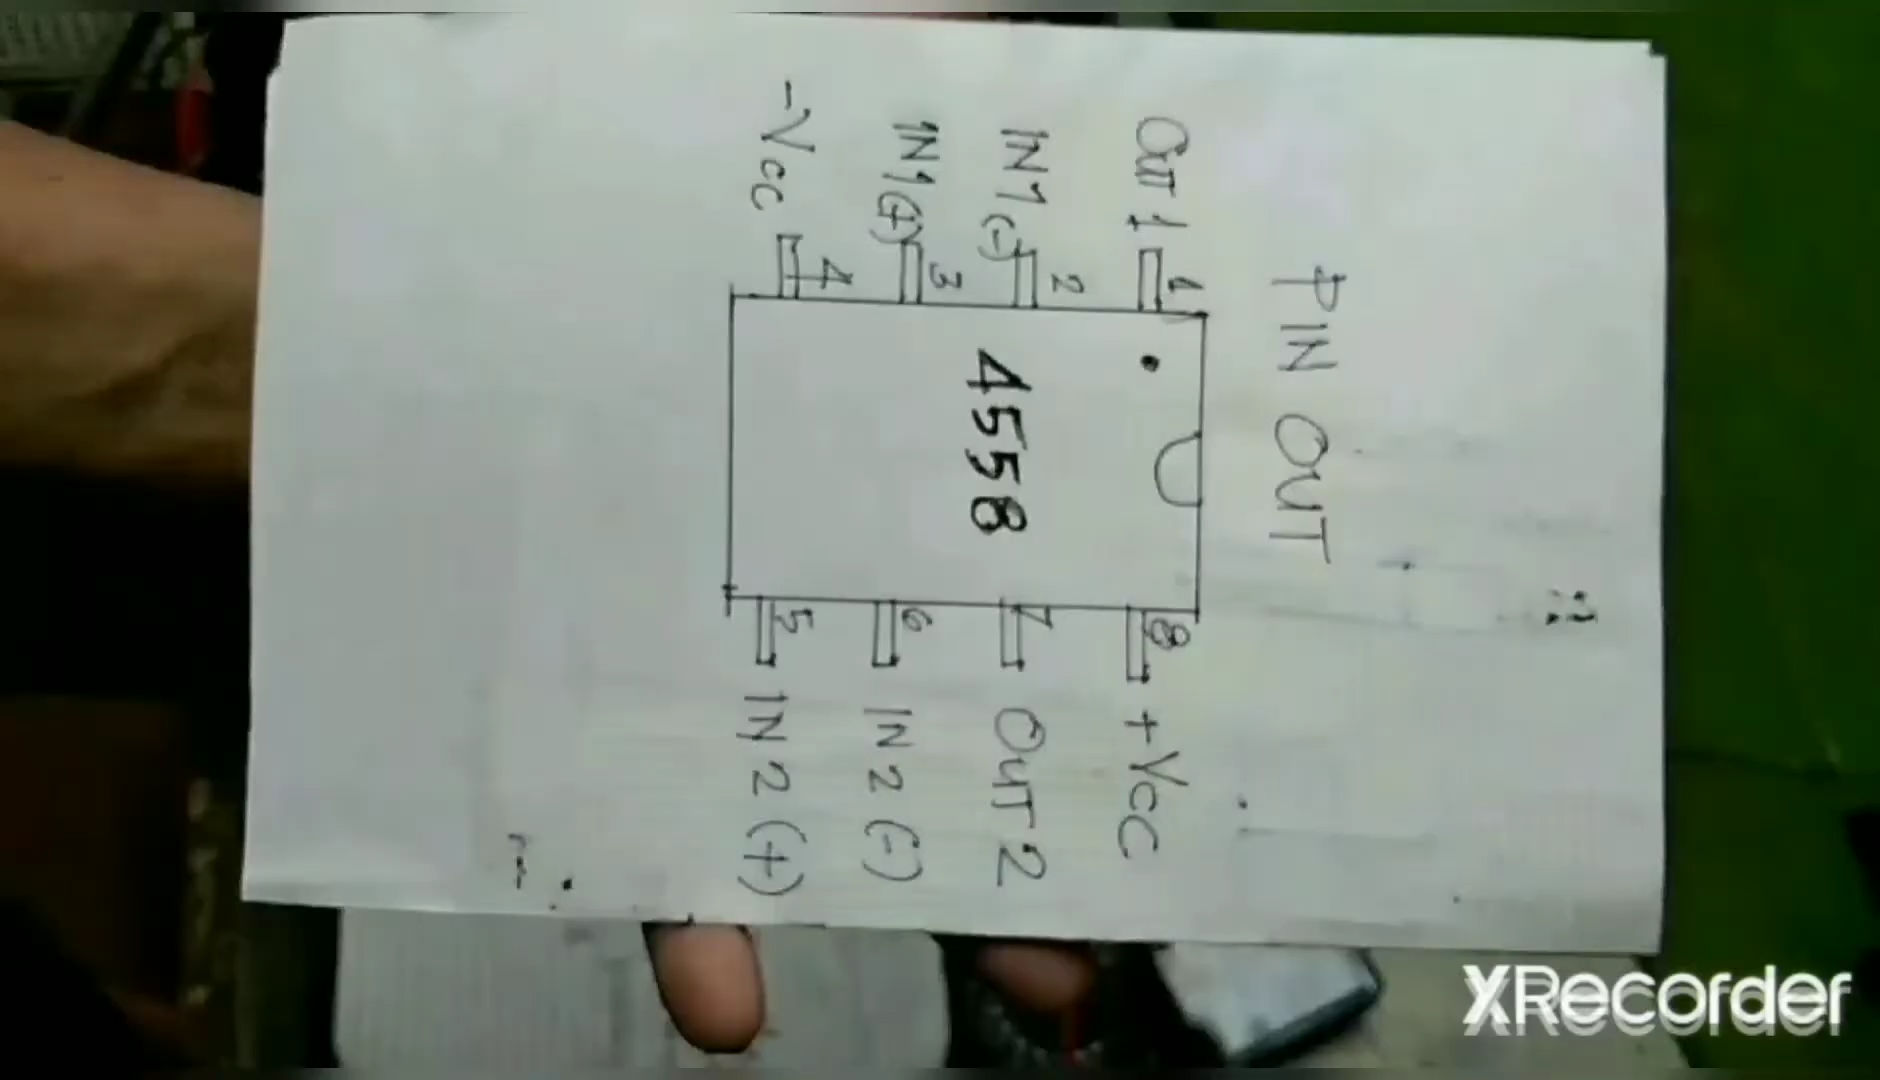 PIN OUT
OUT 1 1 8 +Vcc
IN1(-) 2 7 OUT 2
IN1(+) 3 6 IN 2 (-)
-Vcc 4 5 IN 2 (+)
4558
XRecorder